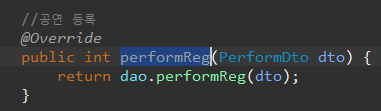 //공연 등록
@Override
public int performReg(PerformDto dto) {
return dao.performReg(dto);
}